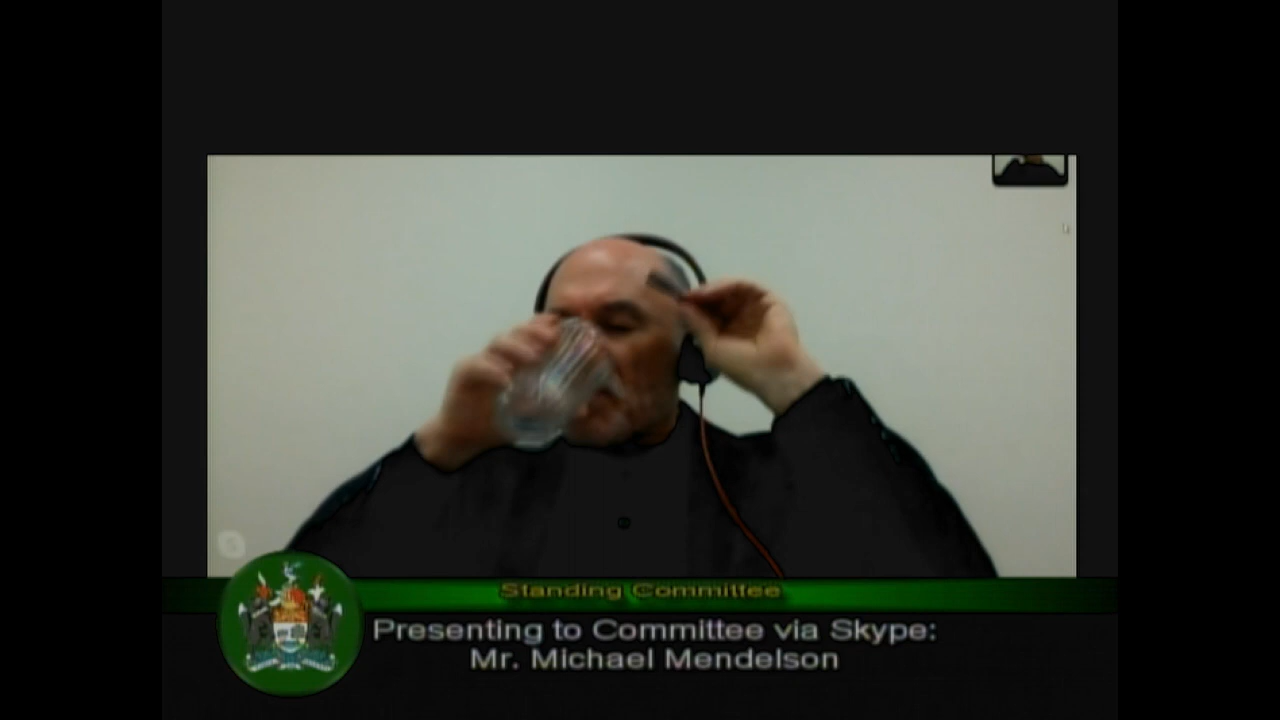 Standing Committee
Presenting to Committee via Skype:
Mr. Michael Mendelson